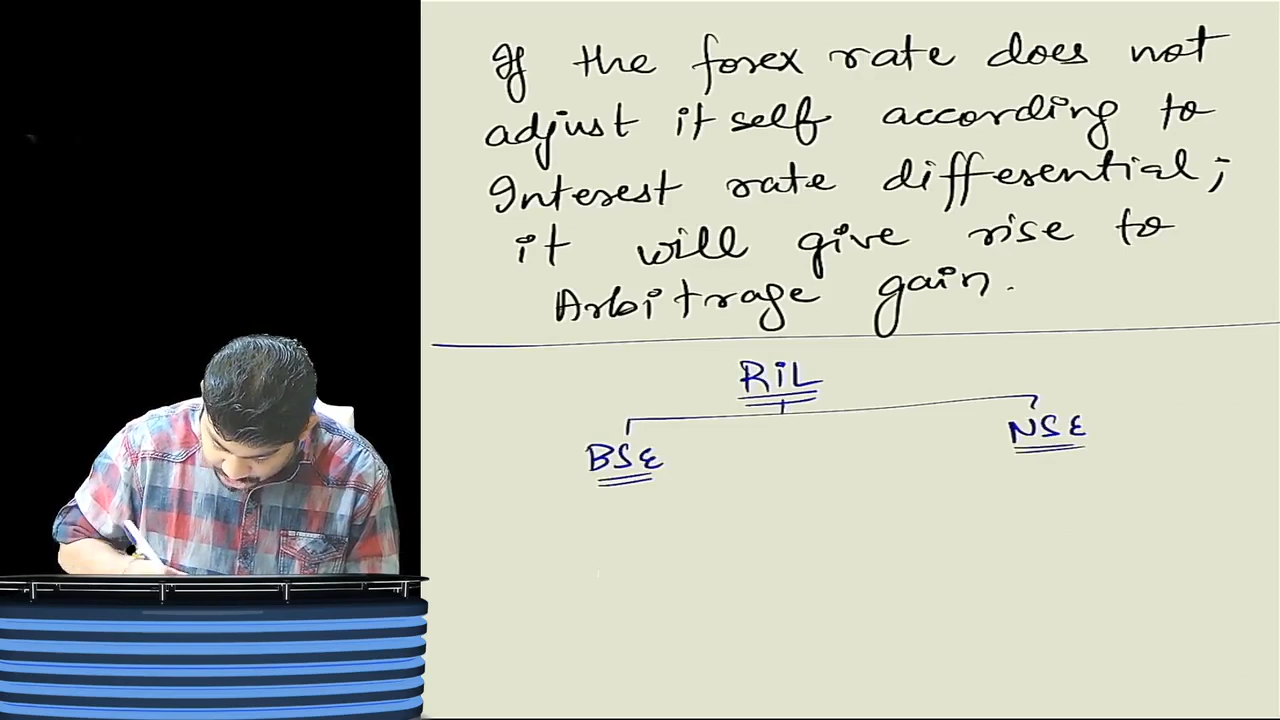 If the forex rate does not
adjust itself according to
Interest rate differential;
it will give rise to
Arbitrage gain.
RIL
BSE
NSE